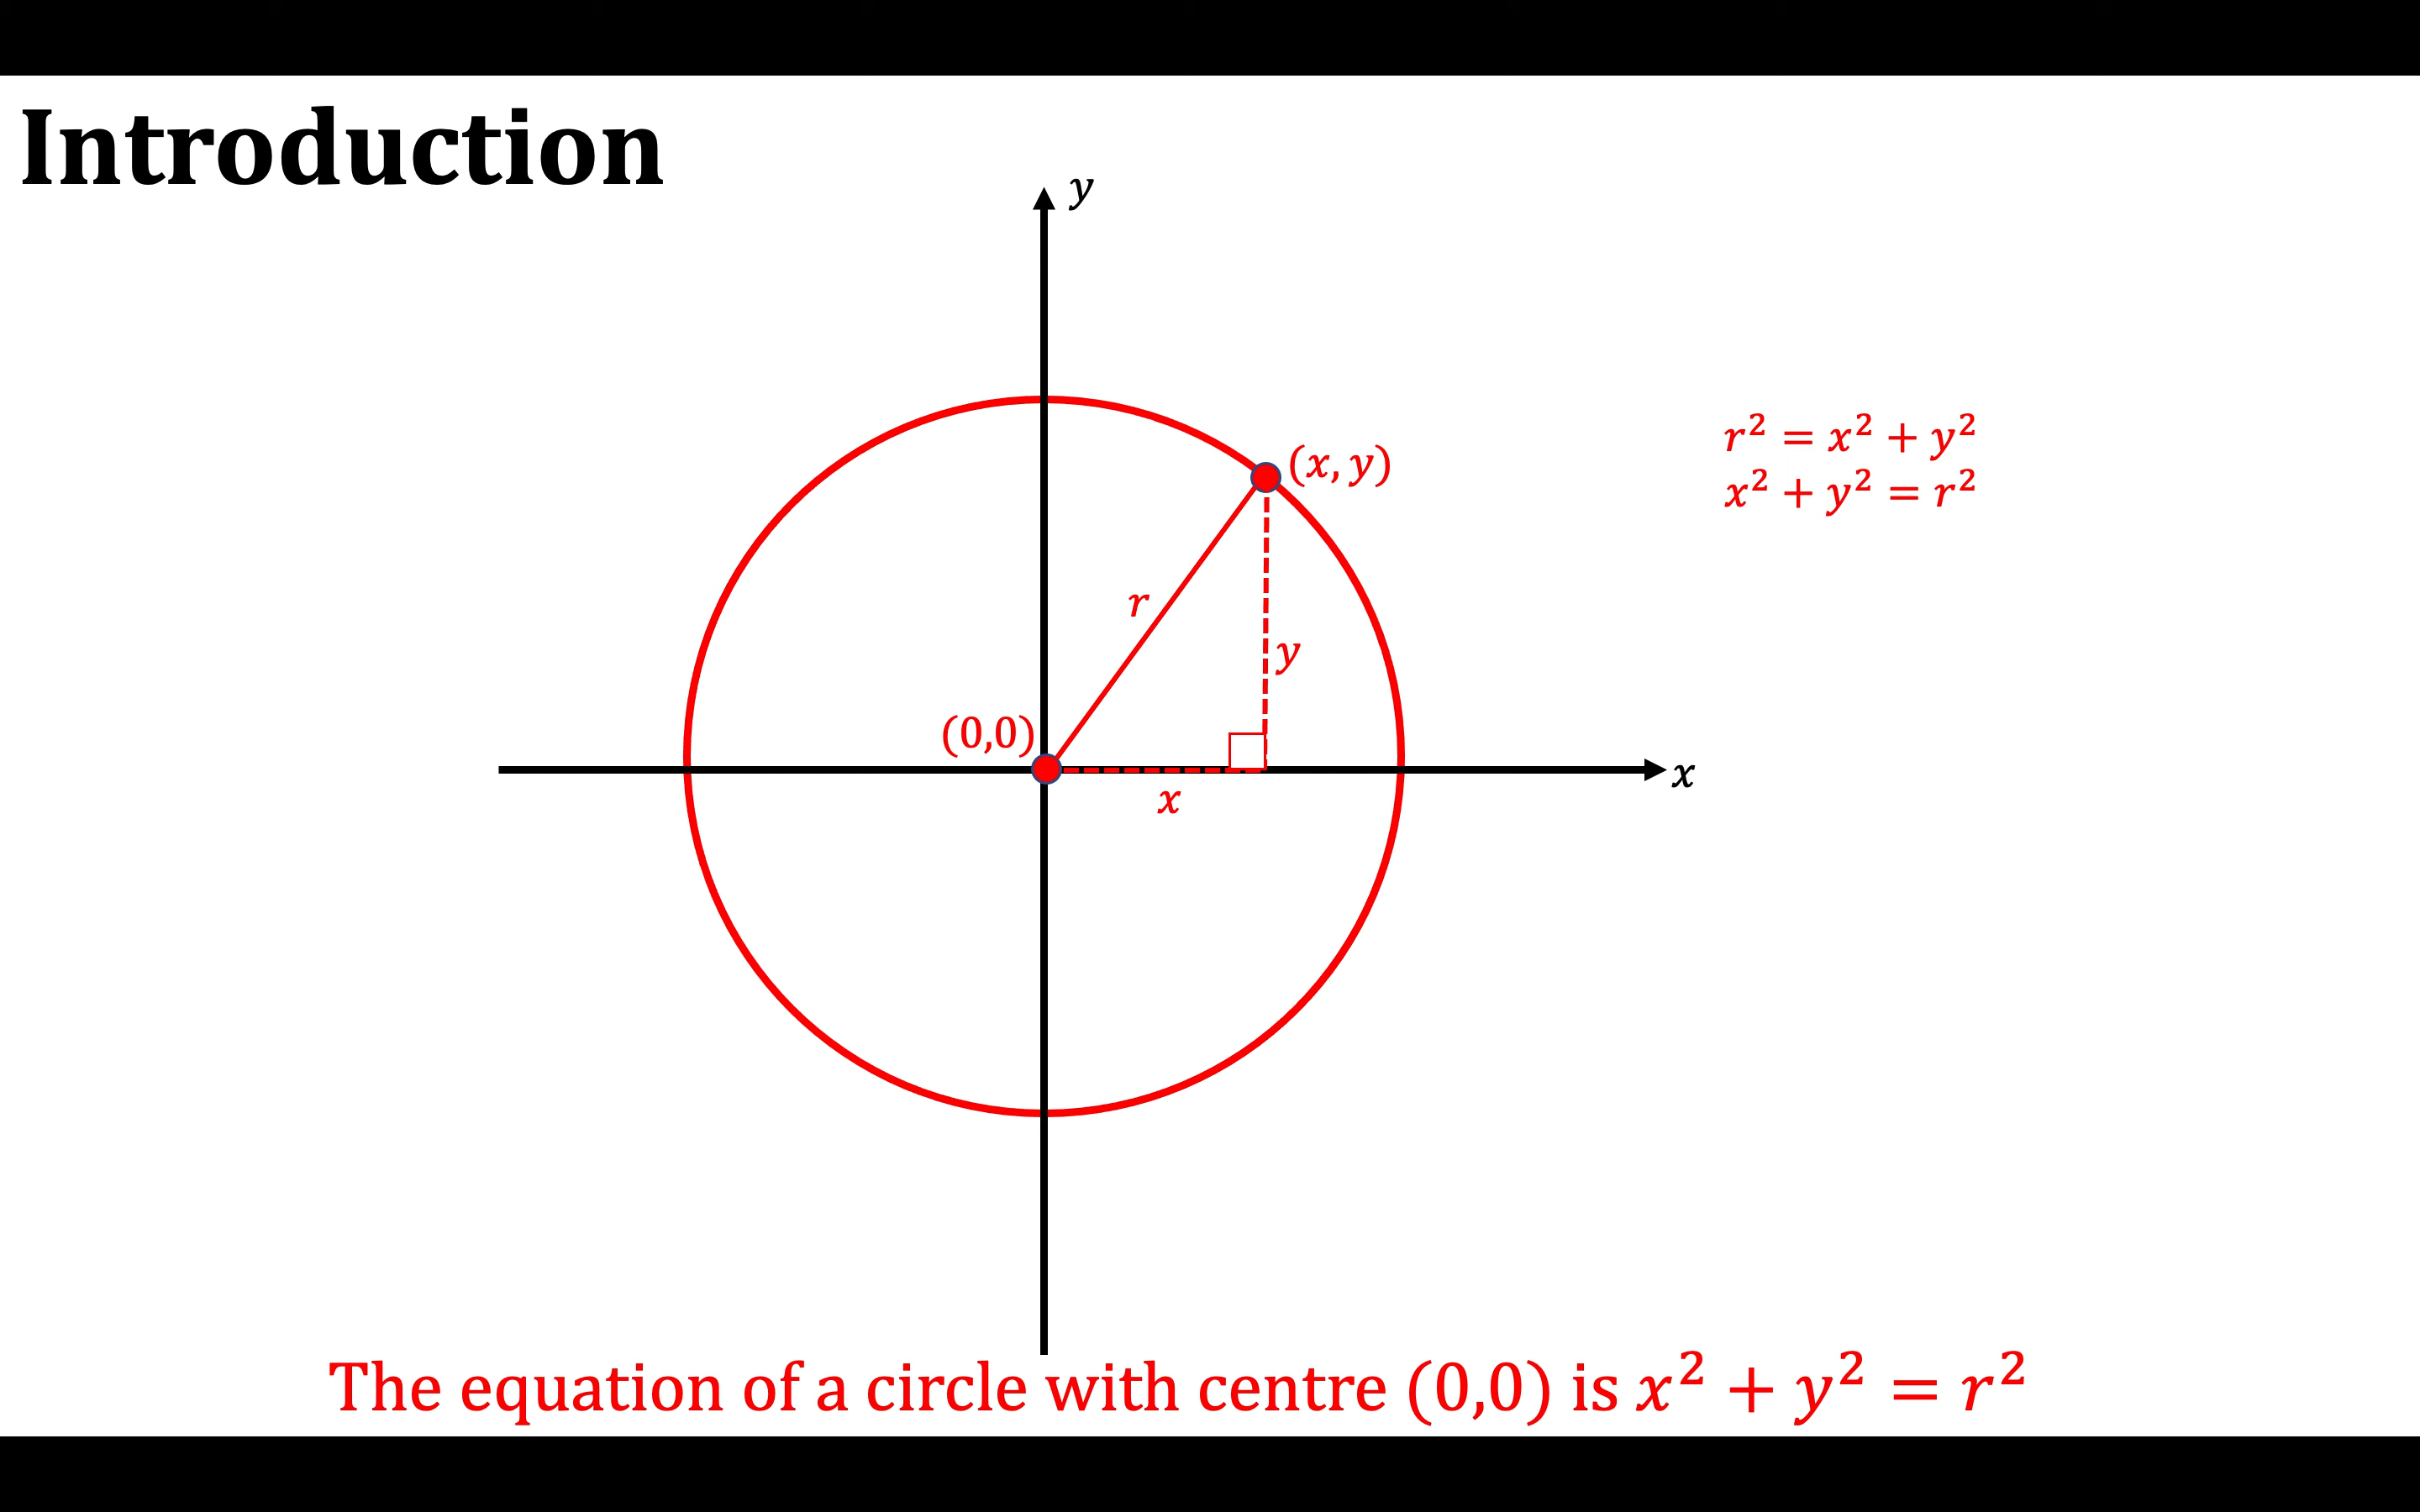 Introduction
y
r² = x² + y²
(x, y)
x² + y² = r²
r
y
(0,0)
x
x
The equation of a circle with centre (0,0) is x² + y² = r²